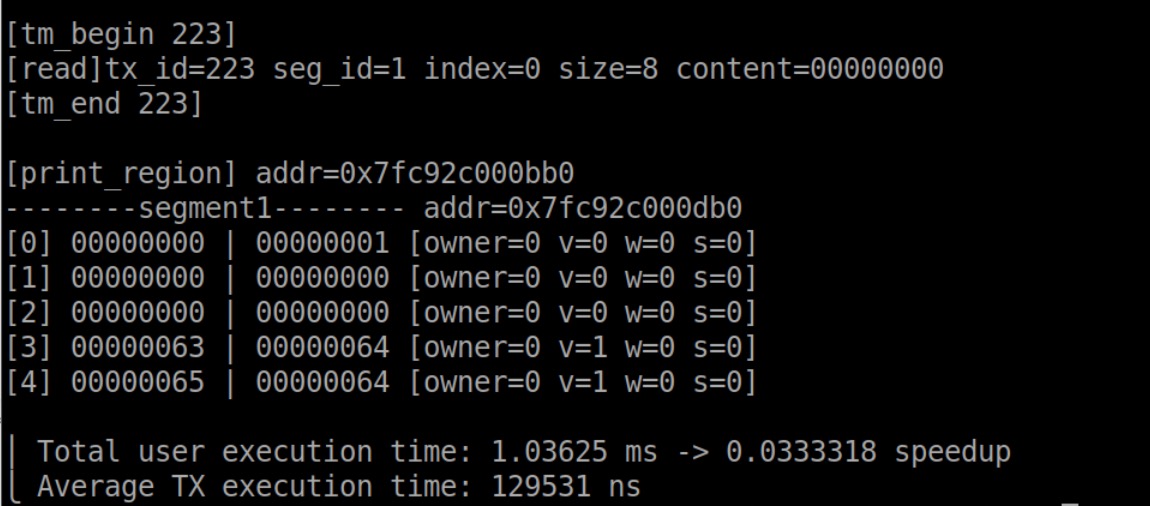 [tm_begin 223]
[read]tx_id=223 seg_id=1 index=0 size=8 content=00000000
[tm_end 223]
[print_region] addr=0x7fc92c000bb0
--------segment1-------- addr=0x7fc92c000db0
[0] 00000000 | 00000001 [owner=0 v=0 w=0 s=0]
[1] 00000000 | 00000000 [owner=0 v=0 w=0 s=0]
[2] 00000000 | 00000000 [owner=0 v=0 w=0 s=0]
[3] 00000063 | 00000064 [owner=0 v=1 w=0 s=0]
[4] 00000065 | 00000064 [owner=0 v=1 w=0 s=0]
⎪ Total user execution time: 1.03625 ms -> 0.0333318 speedup
⎩ Average TX execution time: 129531 ns